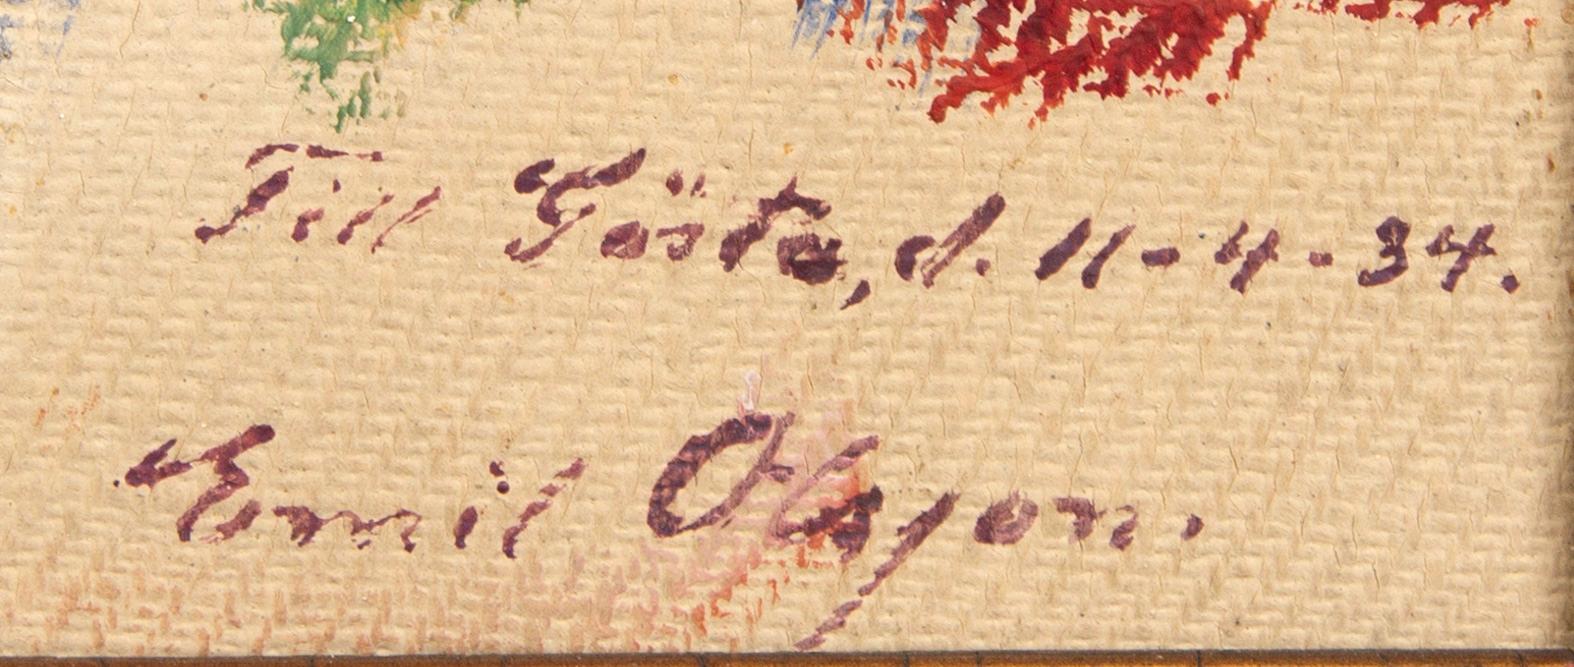 Till Gösta, d. 11-4-34.
Emil Olsson.